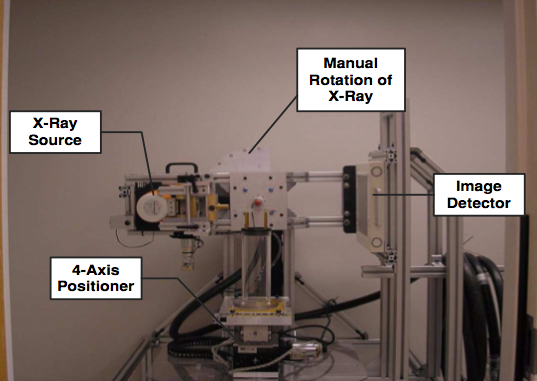 Manual
Rotation of
X-Ray
X-Ray
Source
Image
Detector
4-Axis
Positioner